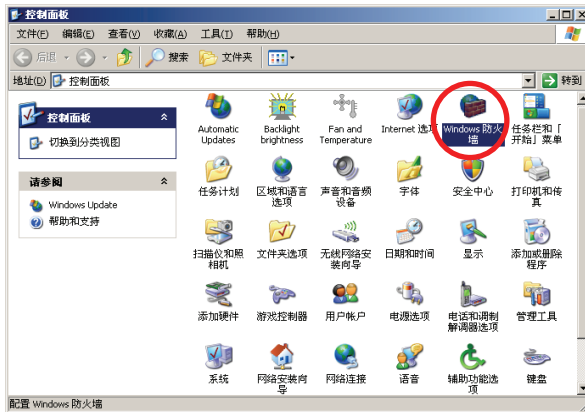 控制面板
文件(F) 编辑(E) 查看(V) 收藏(A) 工具(T) 帮助(H)
后退 搜索 文件夹
地址(D) 控制面板 转到
控制面板
切换到分类视图
请参阅
Windows Update
帮助和支持
Automatic Updates
Backlight brightness
Fan and Temperature
Internet 选项
Windows 防火墙
任务栏和「开始」菜单
任务计划
区域和语言选项
声音和音频设备
字体
安全中心
打印机和传真
扫描仪和照相机
文件夹选项
无线网络安装向导
日期和时间
显示
添加或删除程序
添加硬件
游戏控制器
用户帐户
电源选项
电话和调制解调器选项
管理工具
系统
网络安装向导
网络连接
语音
辅助功能选项
键盘
配置 Windows 防火墙